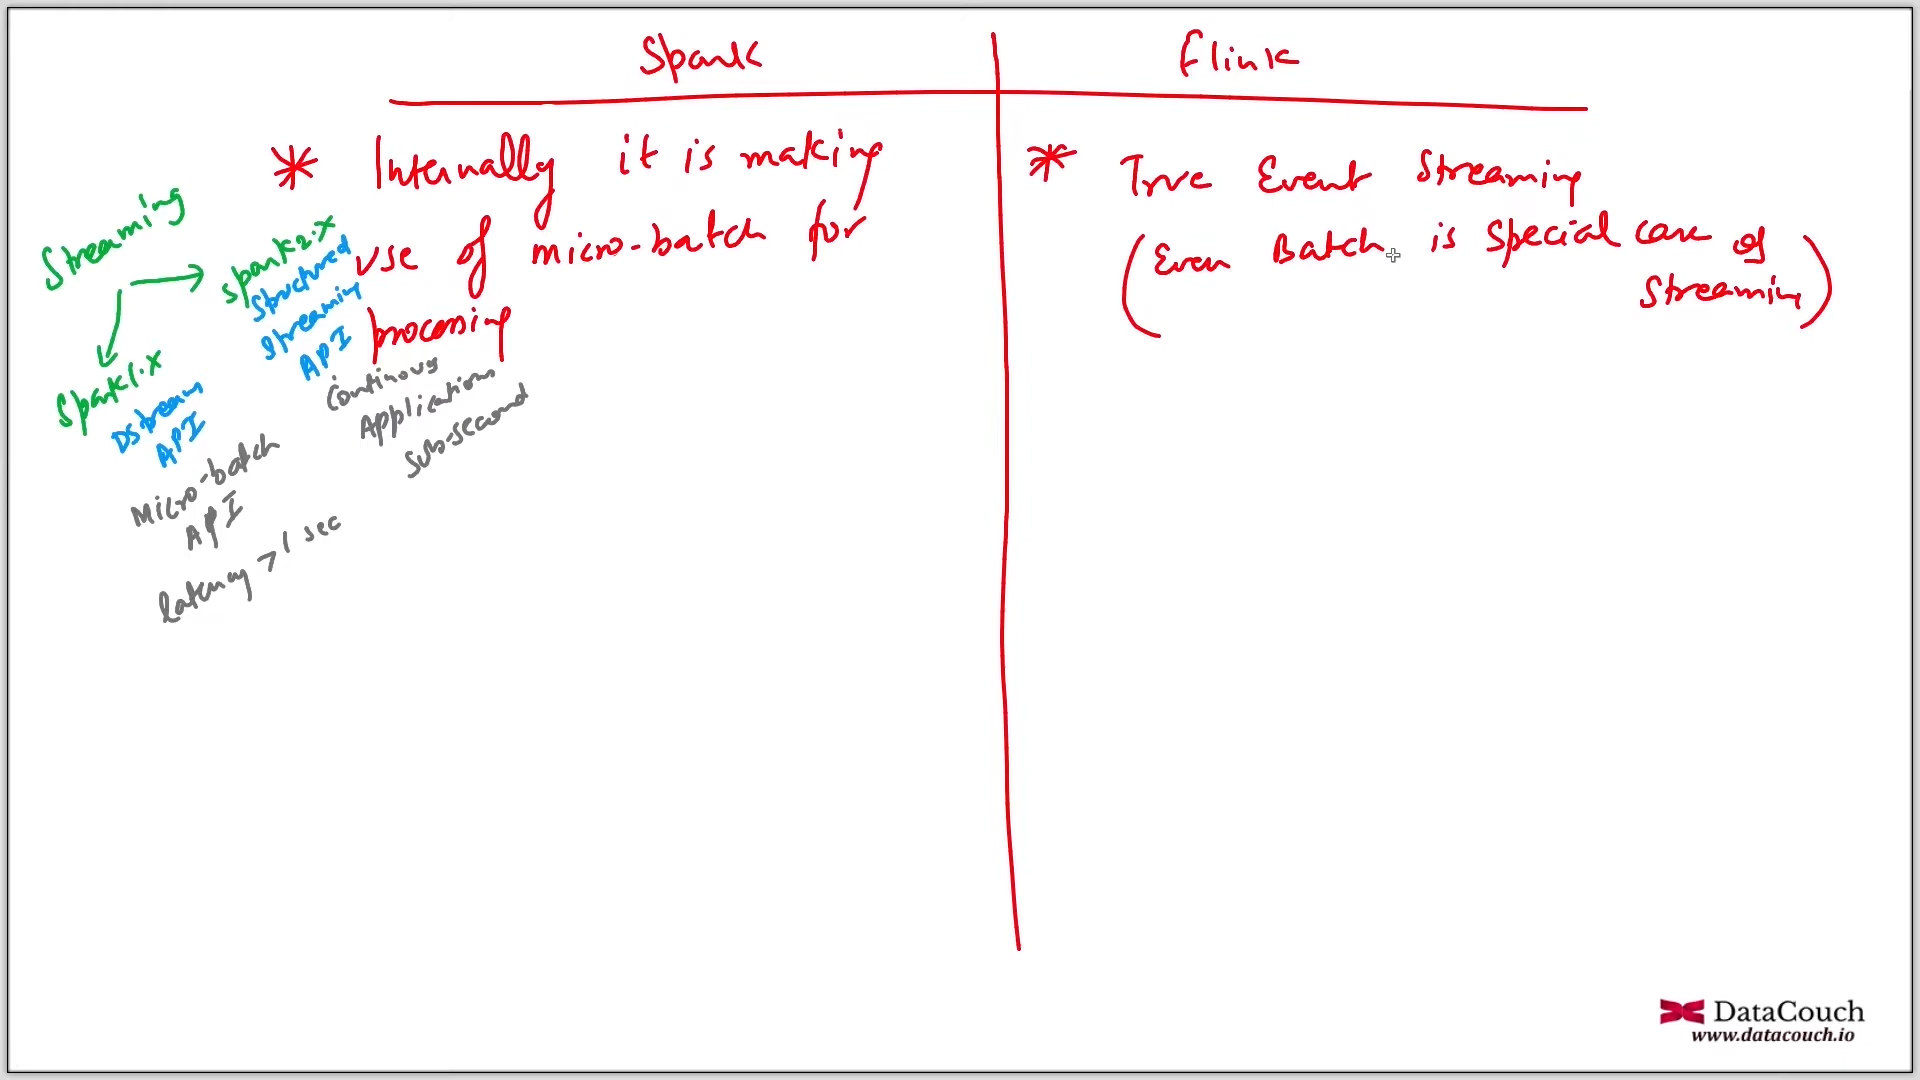 Spark
Flink
* Internally it is making
use of micro-batch for
processing
Streaming
Spark2.X
Structured
Streaming
API
Continous
Applications
Sub-second
Spark1.X
DStream
API
Micro-batch
API
latency > 1 sec
* True Event Streaming
(Even Batch is special case of
Streaming)
DataCouch
www.datacouch.io